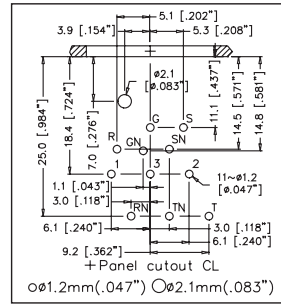 5.1 [.202"]
3.9 [.154"]
5.3 [.208"]
ø2.1
[ø.083"]
25.0 [.984"]
18.4 [.724"]
7.0 [.276"]
11.1 [.437"]
14.5 [.571"]
14.8 [.581"]
G
S
R
GN
SN
1
3
2
1.1 [.043"]
11~ø1.2
[ø.047"]
3.0 [.118"]
RN
TN
T
6.1 [.240"]
3.0 [.118"]
6.1 [.240"]
9.2 [.362"]
Panel cutout CL
ø1.2mm(.047") ø2.1mm(.083")